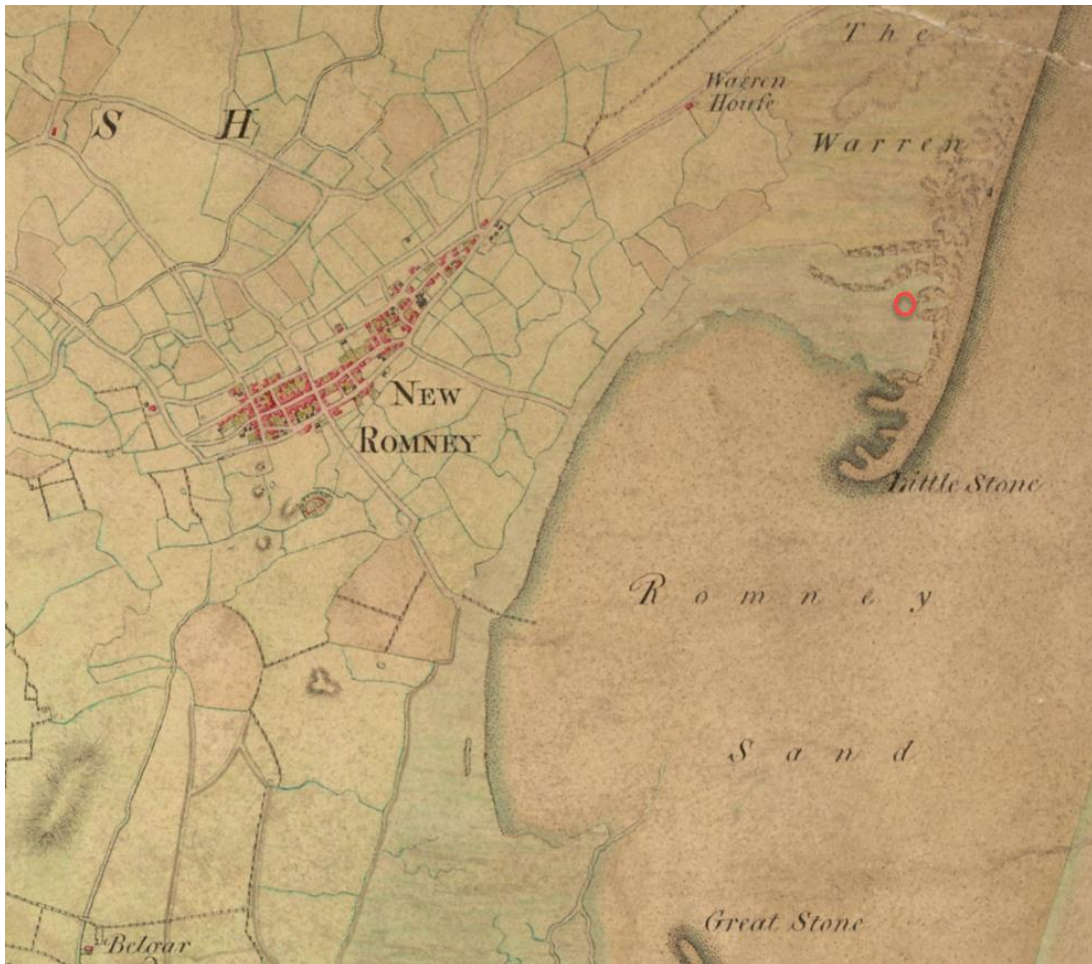 The
Warren
House
S H
Warren
NEW
ROMNEY
Little Stone
Romney
Sand
Great Stone
Belgar